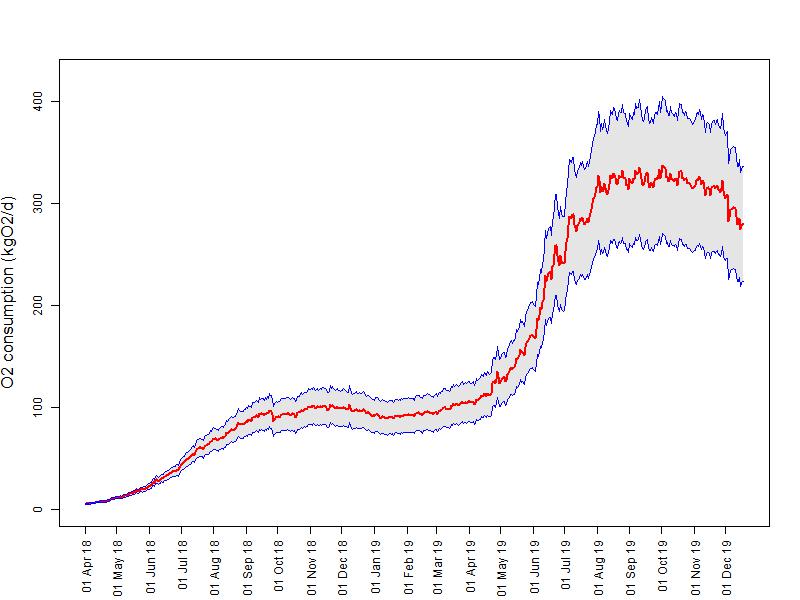 O2 consumption (kgO2/d)
400
300
200
100
0
01 Apr 18
01 May 18
01 Jun 18
01 Jul 18
01 Aug 18
01 Sep 18
01 Oct 18
01 Nov 18
01 Dec 18
01 Jan 19
01 Feb 19
01 Mar 19
01 Apr 19
01 May 19
01 Jun 19
01 Jul 19
01 Aug 19
01 Sep 19
01 Oct 19
01 Nov 19
01 Dec 19